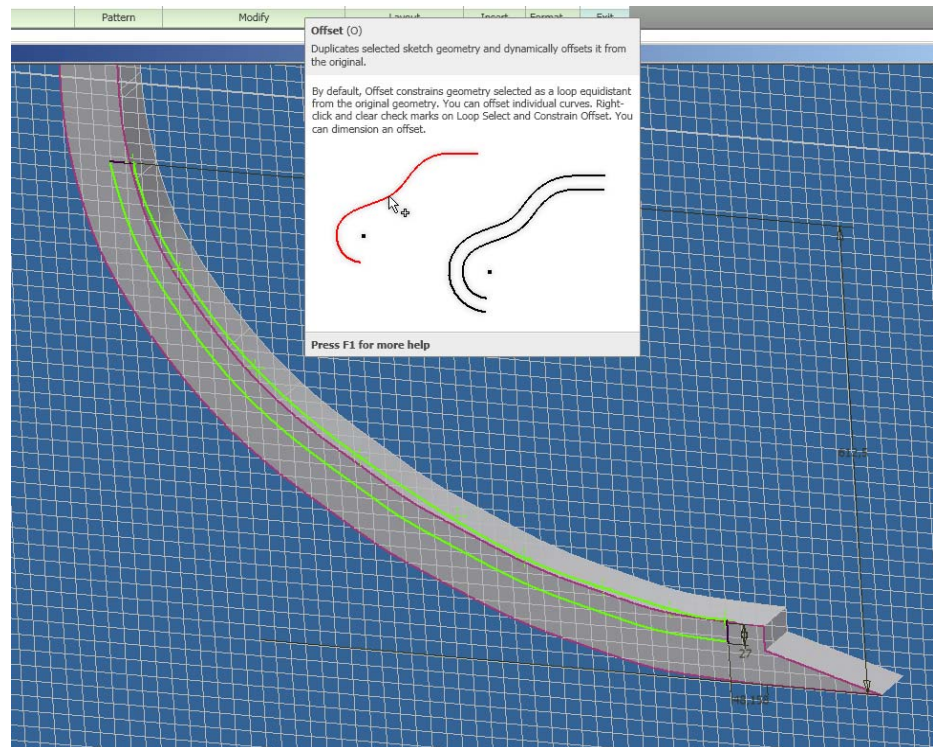 Pattern Modify Layout Insert Format Exit
Offset (O)
Duplicates selected sketch geometry and dynamically offsets it from
the original.
By default, Offset constrains geometry selected as a loop equidistant
from the original geometry. You can offset individual curves. Right-
click and clear check marks on Loop Select and Constrain Offset. You
can dimension an offset.
Press F1 for more help
27